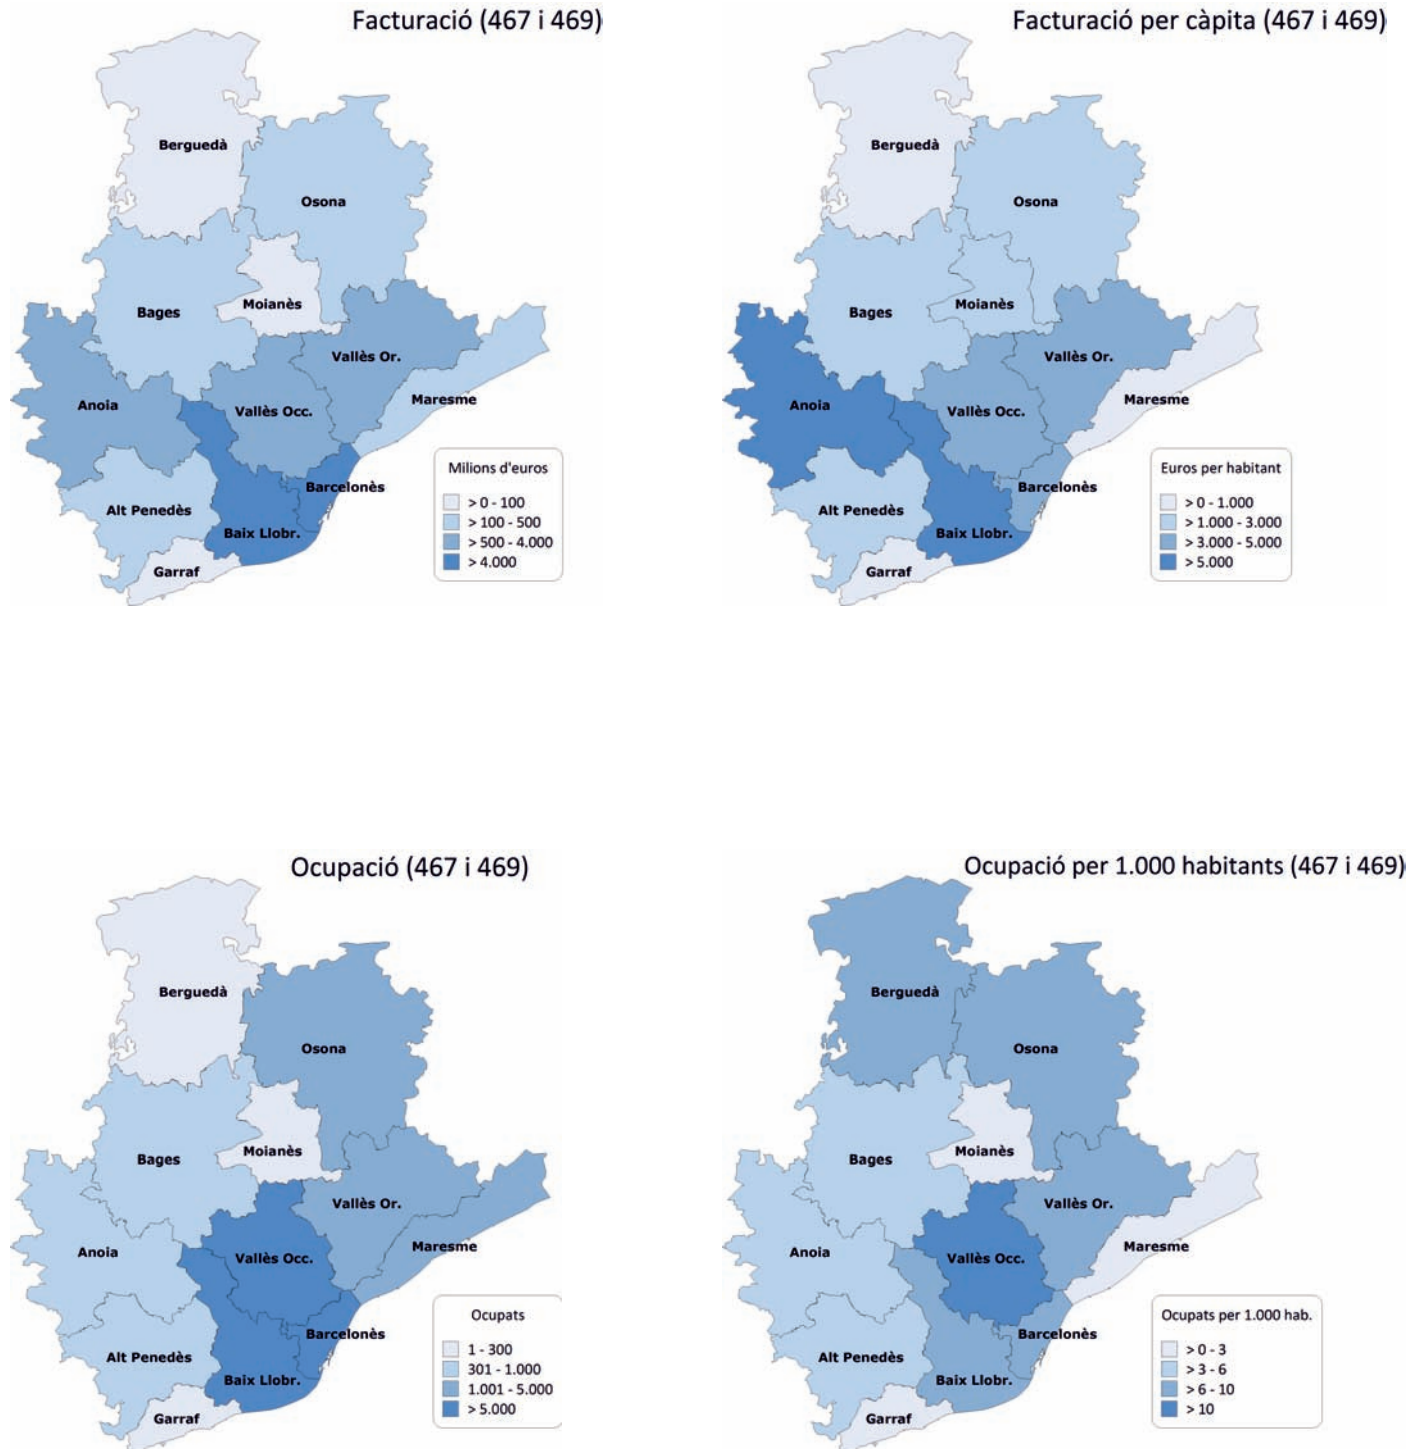 Facturació (467 i 469)
Berguedà
Osona
Moianès
Bages
Vallès Or.
Maresme
Anoia
Vallès Occ.
Barcelonès
Alt Penedès
Baix Llobr.
Garraf
Milions d'euros
> 0 - 100
> 100 - 500
> 500 - 4.000
> 4.000
Facturació per càpita (467 i 469)
Berguedà
Osona
Moianès
Bages
Vallès Or.
Maresme
Anoia
Vallès Occ.
Barcelonès
Alt Penedès
Baix Llobr.
Garraf
Euros per habitant
> 0 - 1.000
> 1.000 - 3.000
> 3.000 - 5.000
> 5.000
Ocupació (467 i 469)
Berguedà
Osona
Moianès
Bages
Vallès Or.
Maresme
Anoia
Vallès Occ.
Barcelonès
Alt Penedès
Baix Llobr.
Garraf
Ocupats
1 - 300
301 - 1.000
1.001 - 5.000
> 5.000
Ocupació per 1.000 habitants (467 i 469)
Berguedà
Osona
Moianès
Bages
Vallès Or.
Maresme
Anoia
Vallès Occ.
Barcelonès
Alt Penedès
Baix Llobr.
Garraf
Ocupats per 1.000 hab.
> 0 - 3
> 3 - 6
> 6 - 10
> 10